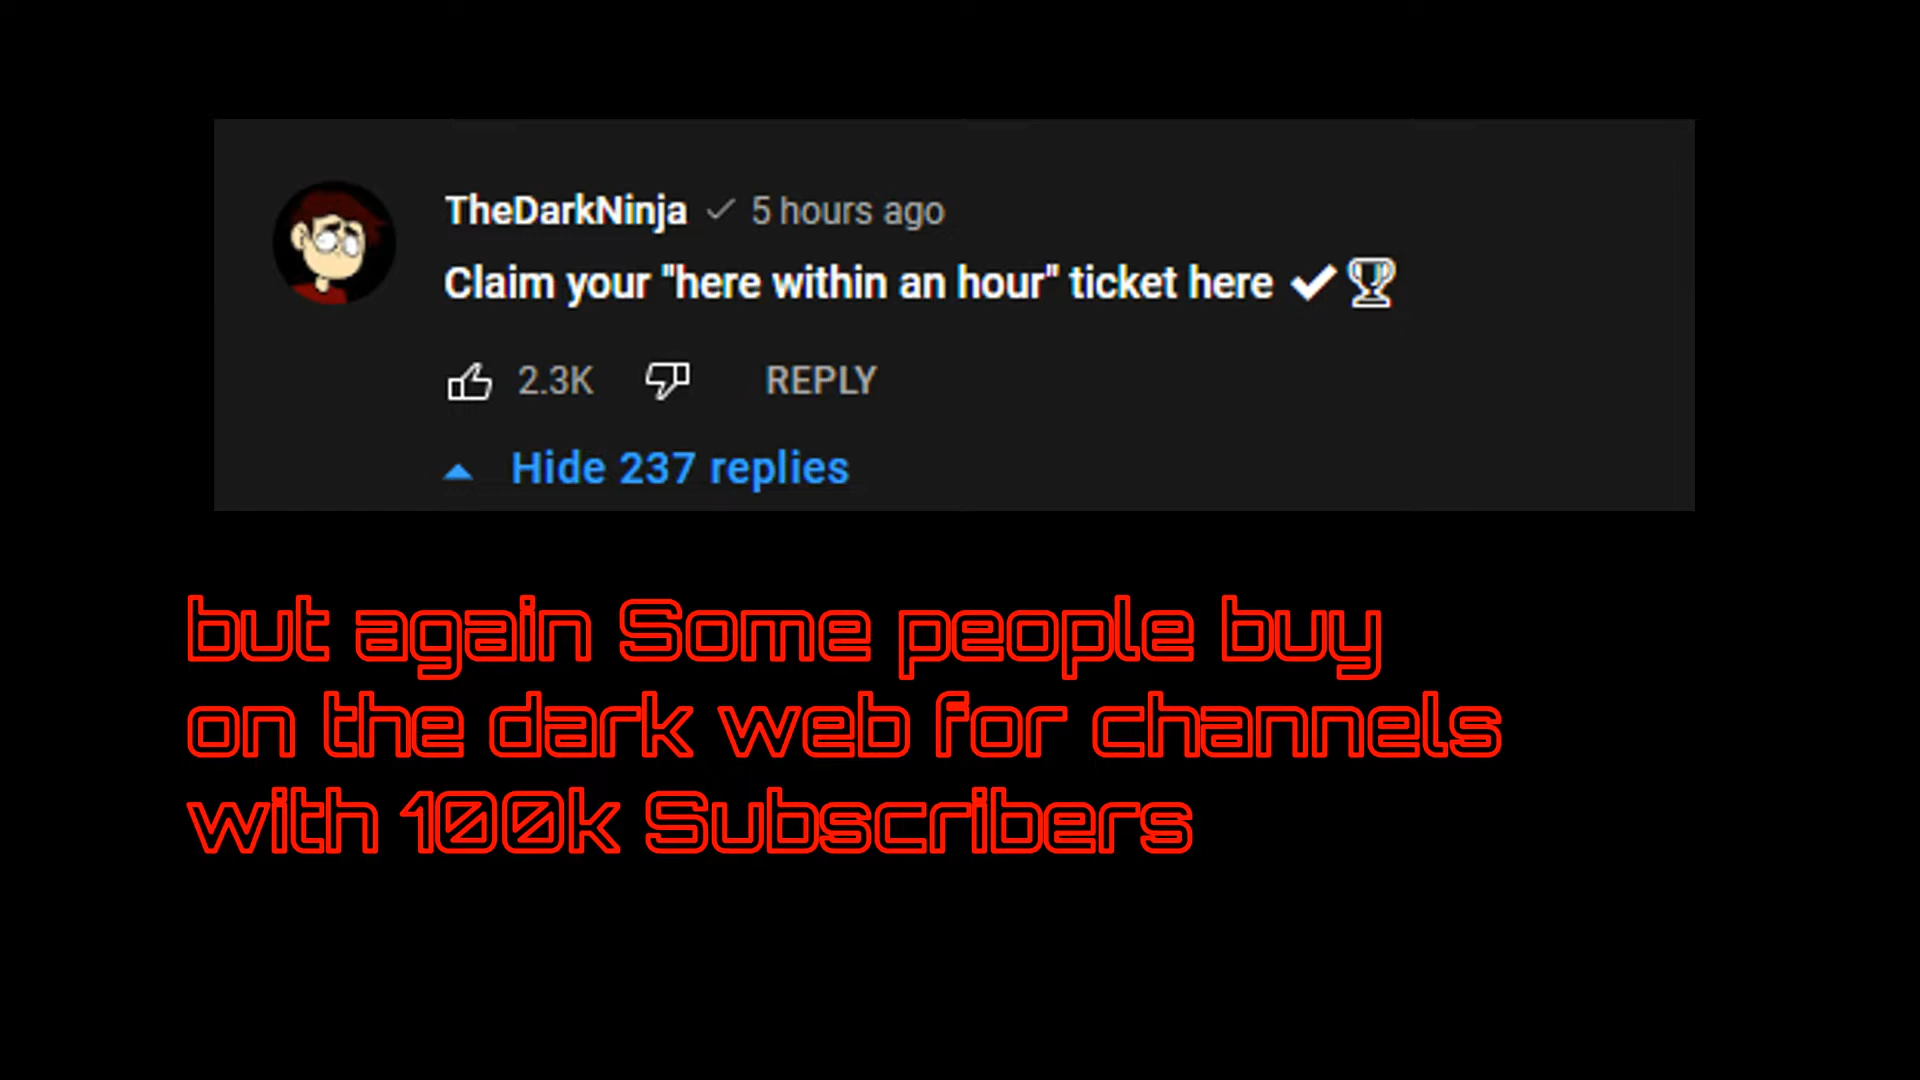 TheDarkNinja ✓ 5 hours ago
Claim your "here within an hour" ticket here ✔🏆
2.3K REPLY
Hide 237 replies
but again Some people buy
on the dark web for channels
with 100k Subscribers